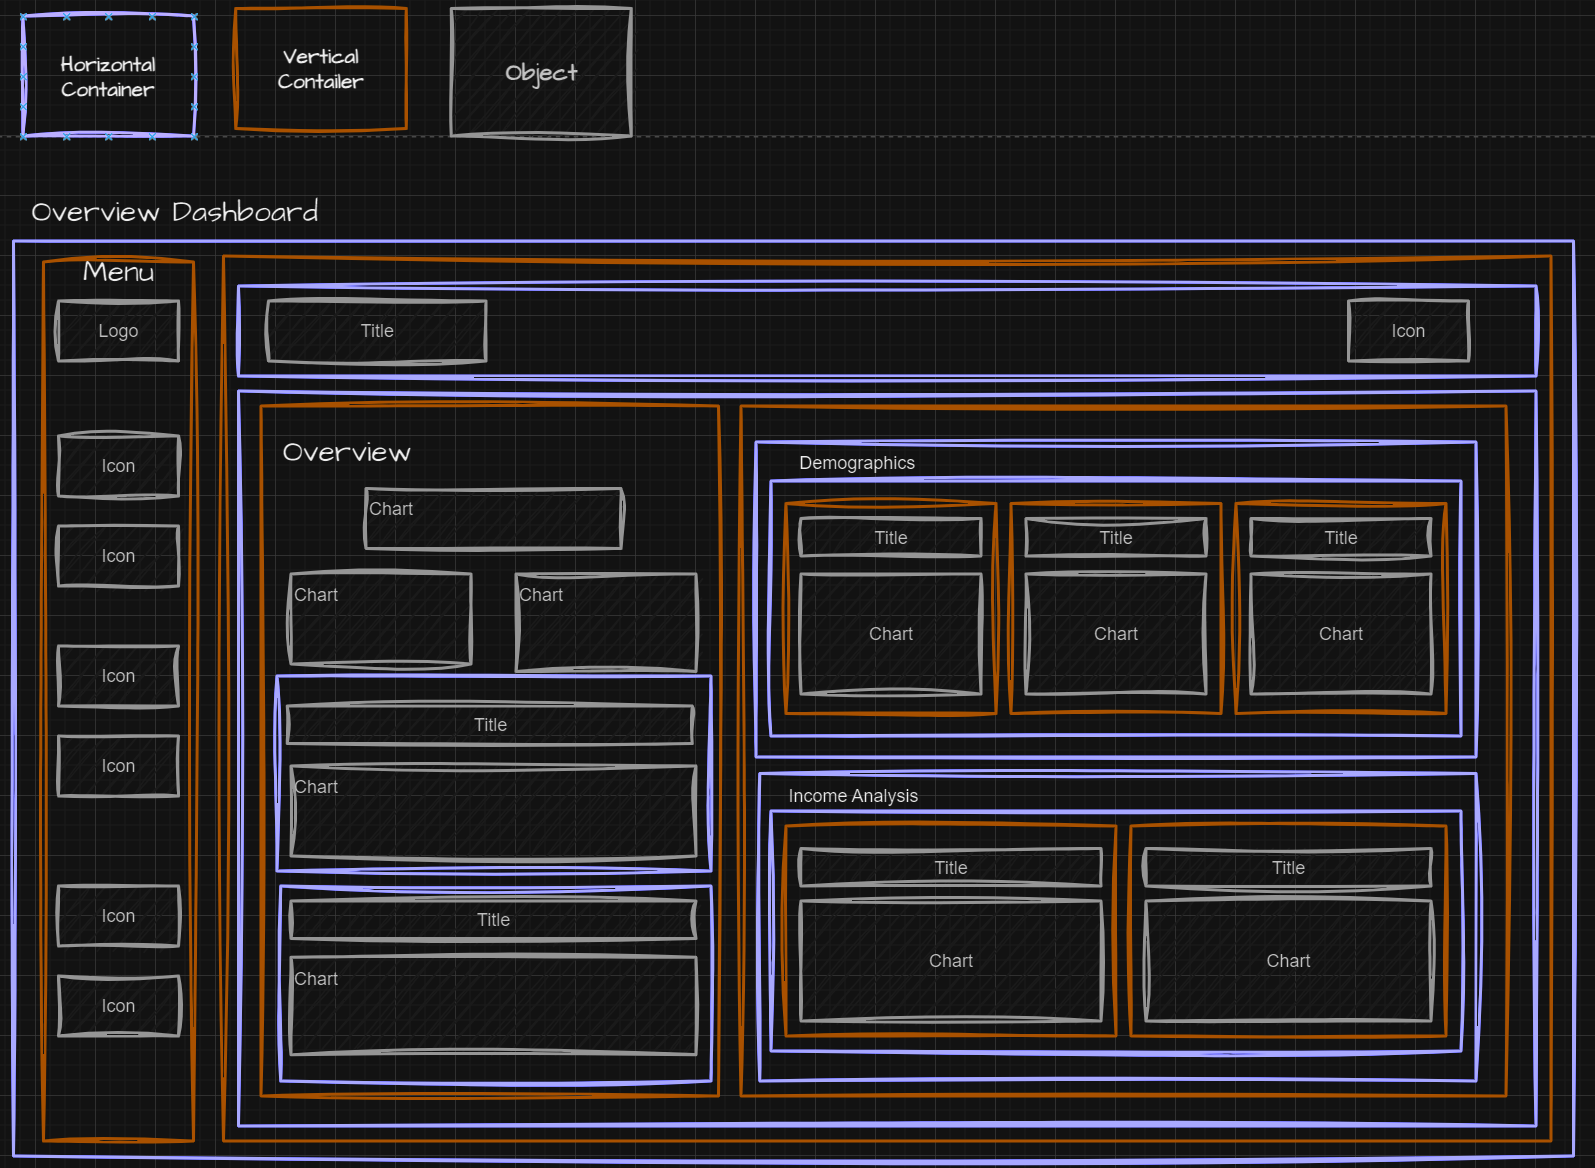 Horizontal
Container
Vertical
Contailer
Object
Overview Dashboard
Menu
Logo
Icon
Icon
Icon
Icon
Icon
Icon
Title
Icon
Overview
Chart
Chart
Chart
Title
Chart
Title
Chart
Demographics
Title
Title
Title
Chart
Chart
Chart
Income Analysis
Title
Title
Chart
Chart